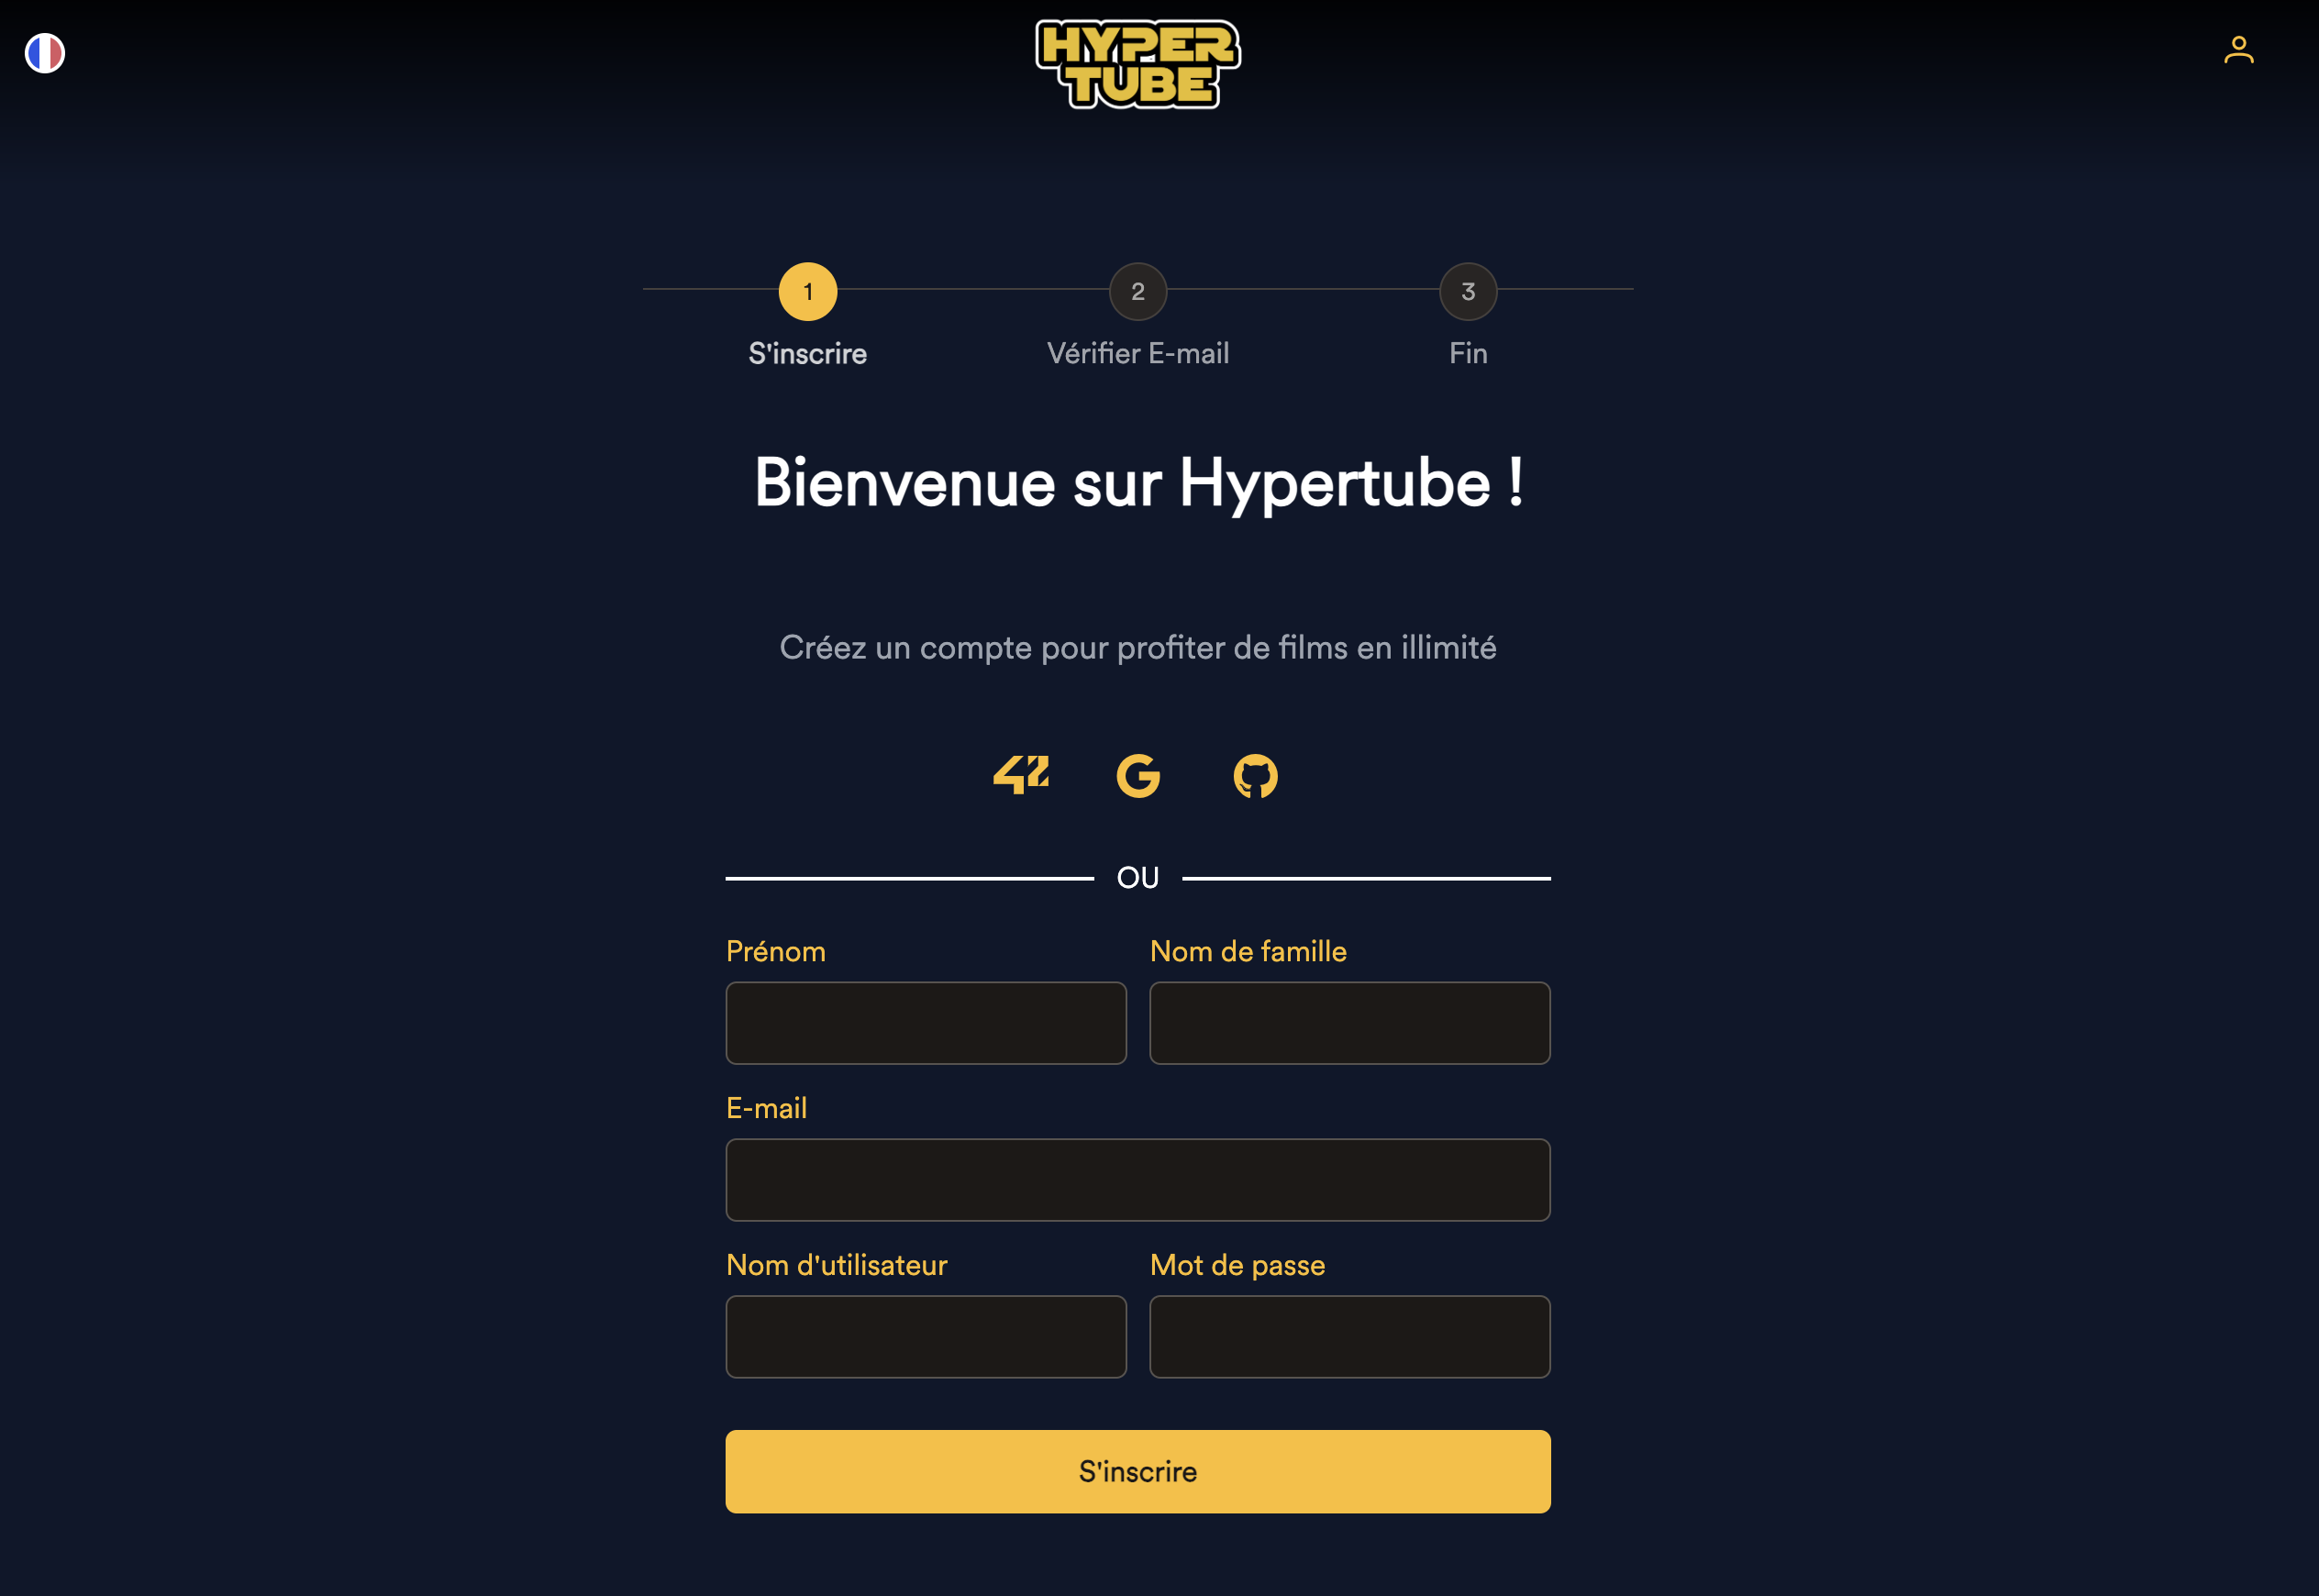 HYPER
TUBE
1
2
3
S'inscrire
Vérifier E-mail
Fin
Bienvenue sur Hypertube !
Créez un compte pour profiter de films en illimité
42
G
OU
Prénom
Nom de famille
E-mail
Nom d'utilisateur
Mot de passe
S'inscrire